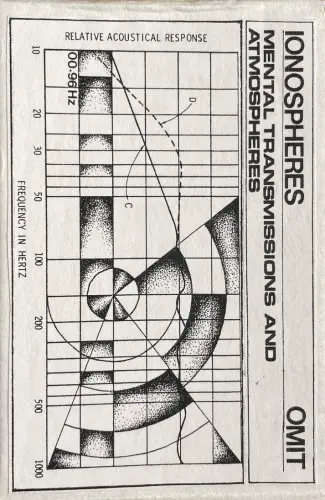 IONOSPHERES OMIT
MENTAL TRANSMISSIONS AND
ATMOSPHERES
RELATIVE ACOUSTICAL RESPONSE
00.96Hz
D
C
10
20
30
50
100
200
500
1000
FREQUENCY IN HERTZ